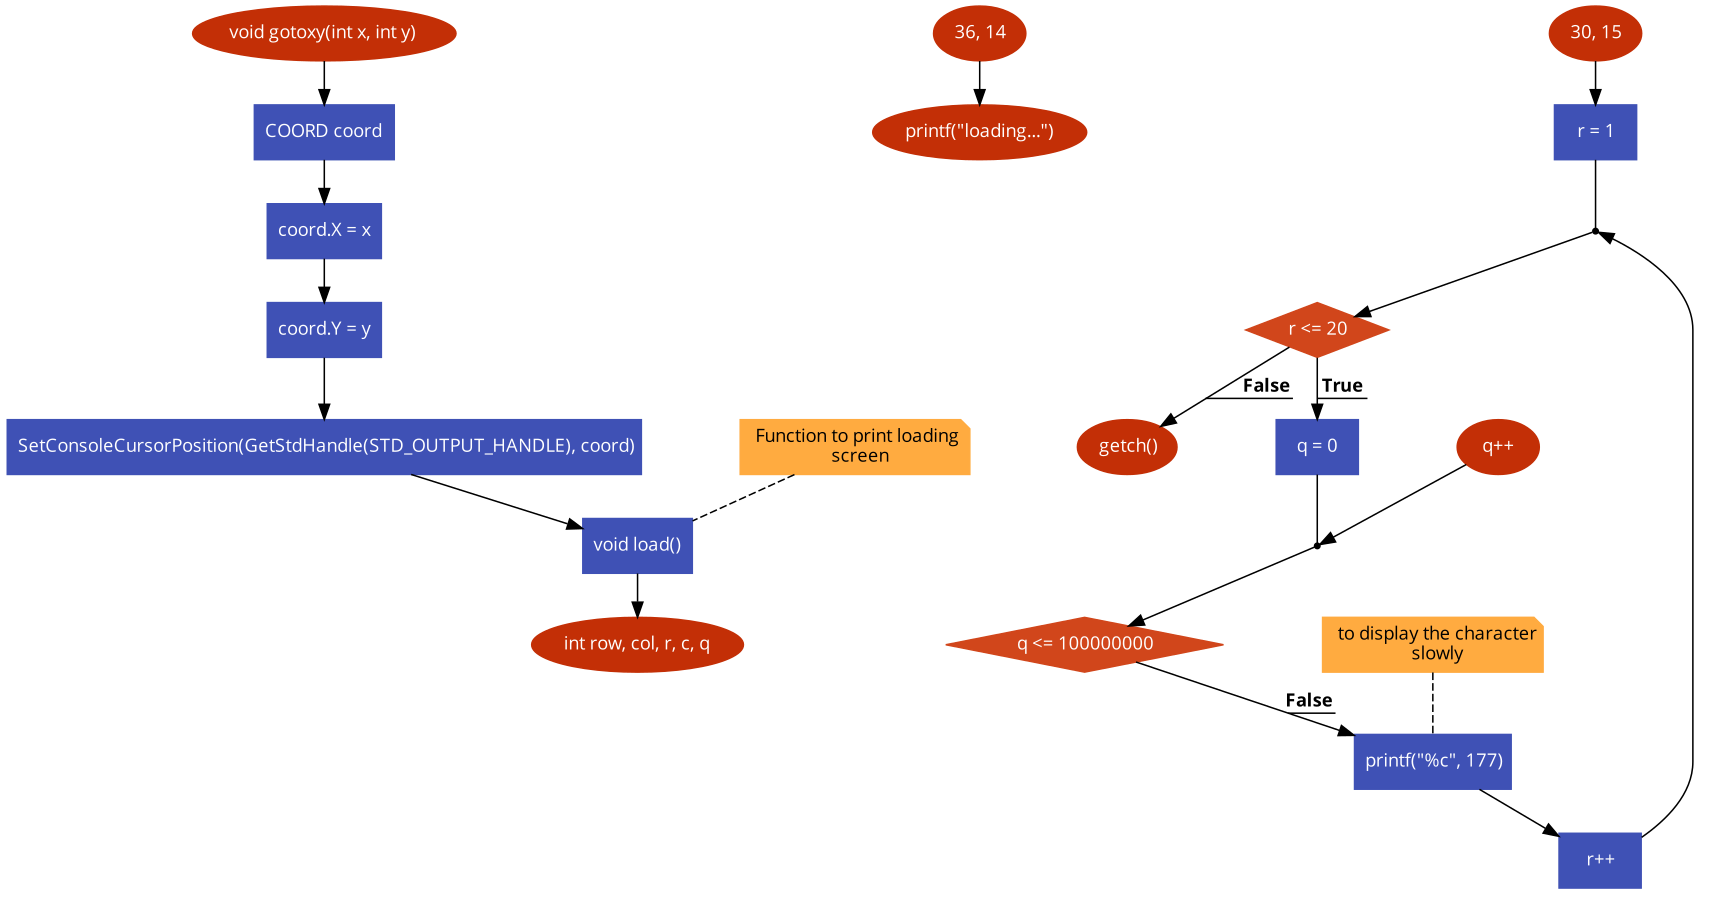 void gotoxy(int x, int y)
36, 14
30, 15
COORD coord
printf("loading...")
r = 1
coord.X = x
coord.Y = y
r <= 20
False
True
SetConsoleCursorPosition(GetStdHandle(STD_OUTPUT_HANDLE), coord)
Function to print loading
screen
getch()
q = 0
q++
void load()
int row, col, r, c, q
q <= 100000000
to display the character
slowly
False
printf("%c", 177)
r++